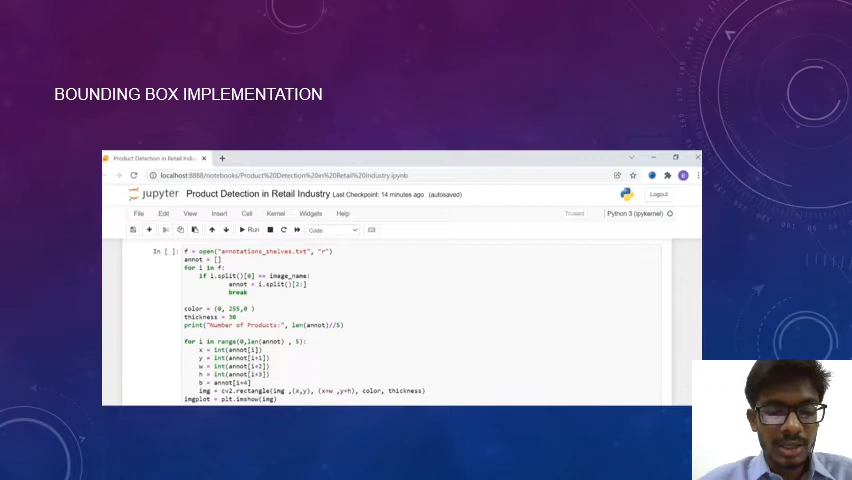 BOUNDING BOX IMPLEMENTATION
Product Detection in Retail Indu
localhost:8888/notebooks/Product%20Detection%20in%20Retail%20Industry.ipynb
jupyter Product Detection in Retail Industry Last Checkpoint: 14 minutes ago (autosaved)
Logout
File Edit View Insert Cell Kernel Widgets Help Trusted Python 3 (ipykernel)
Run Code
In [ ]: f = open("annotations_shelves.txt", "r")
annot = []
for i in f:
if i.split()[0] == image_name:
annot = i.split()[2:]
break
color = (0, 255,0 )
thickness = 30
print("Number of Products:", len(annot)//5)
for i in range(0,len(annot) , 5):
x = int(annot[i])
y = int(annot[i+1])
w = int(annot[i+2])
h = int(annot[i+3])
b = annot[i+4]
img = cv2.rectangle(img ,(x,y), (x+w ,y+h), color, thickness)
imgplot = plt.imshow(img)